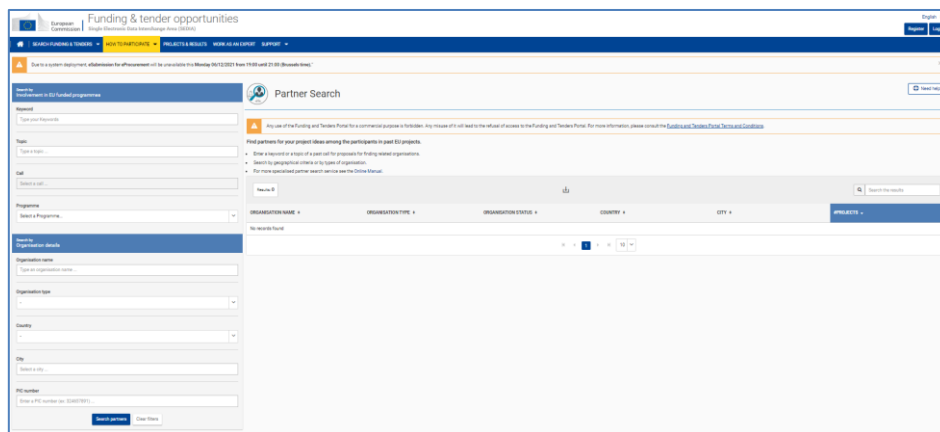 European Commission
Funding & tender opportunities
Single Electronic Data Interchange Area (SEDIA)
English
Register
Log
SEARCH FUNDING & TENDERS
HOW TO PARTICIPATE
PROJECTS & RESULTS
WORK AS AN EXPERT
SUPPORT
Due to a system deployment, eSubmission for eProcurement will be unavailable this Monday 06/12/2021 from 19:00 until 21:00 (Brussels time).
Search by
Involvement in EU funded programmes
Keyword
Type your Keywords
Topic
Type a topic...
Call
Select a call ...
Programme
Select a Programme...
Search by
Organisation details
Organisation name
Type an organisation name ...
Organisation type
-
Country
-
City
Select a city ...
PIC number
Search partners
Clear filters
Partner Search
Need help
Any use of the Funding and Tenders Portal for a commercial purpose is forbidden. Any misuse of it will lead to the refusal of access to the Funding and Tenders Portal. For more information, please consult the Funding and Tenders Portal Terms and Conditions.
Find partners for your project ideas among the participants in past EU projects.
Enter a keyword or a topic of a past call for proposals for finding related organisations.
Search by geographical criteria or by types of organisation.
For more specialised partner search service see the Online Manual.
Results: 0
Search the results
ORGANISATION NAME
ORGANISATION TYPE
ORGANISATION STATUS
COUNTRY
CITY
#PROJECTS
No records found
1
10